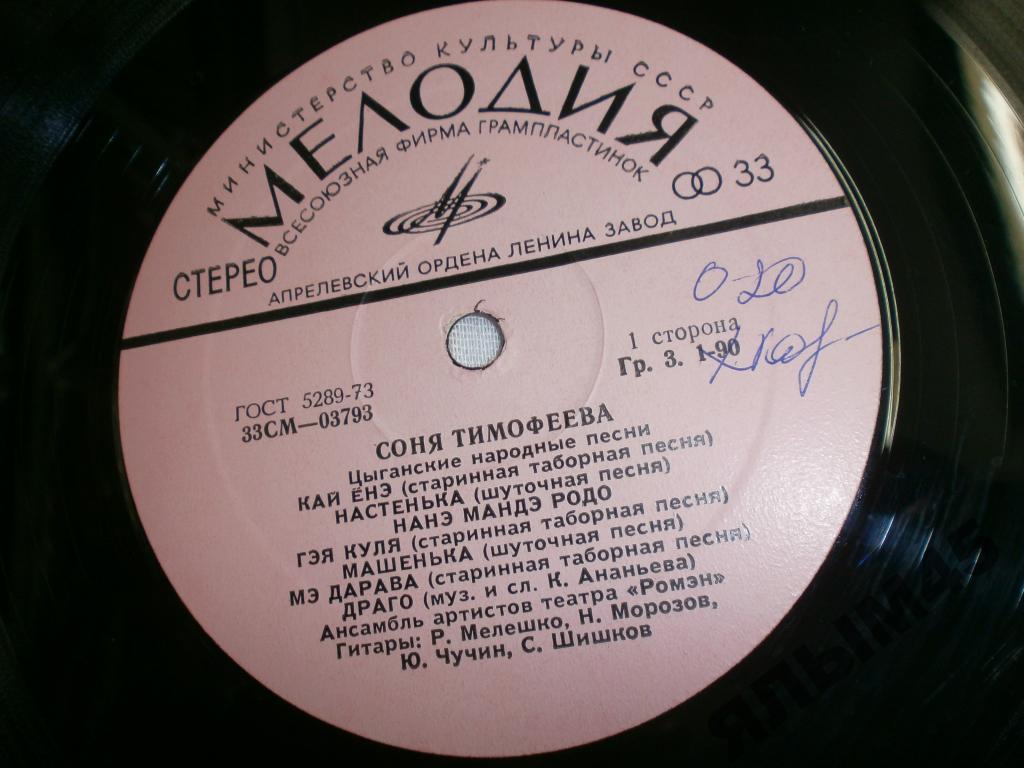 МИНИСТЕРСТВО КУЛЬТУРЫ СССР
МЕЛОДИЯ
ВСЕСОЮЗНАЯ ФИРМА ГРАМПЛАСТИНОК
33
СТЕРЕО
АПРЕЛЕВСКИЙ ОРДЕНА ЛЕНИНА ЗАВОД
0-20
1 сторона
Гр. 3. 1-90
ГОСТ 5289-73
33СМ—03793
СОНЯ ТИМОФЕЕВА
Цыганские народные песни
КАЙ ЁНЭ (старинная таборная песня)
НАСТЕНЬКА (шуточная песня)
НАНЭ МАНДЭ РОДО
ГЭЯ КУЛЯ (старинная таборная песня)
МАШЕНЬКА (шуточная песня)
МЭ ДАРАВА (старинная таборная песня)
ДРАГО (муз. и сл. К. Ананьева)
Ансамбль артистов театра «Ромэн»
Гитары: Р. Мелешко, Н. Морозов,
Ю. Чучин, С. Шишков
ЯЛЫМ45